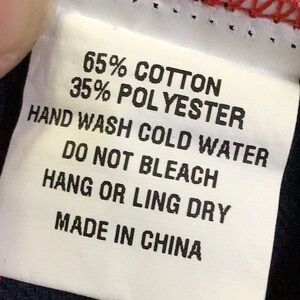 65% COTTON
35% POLYESTER
HAND WASH COLD WATER
DO NOT BLEACH
HANG OR LING DRY
MADE IN CHINA